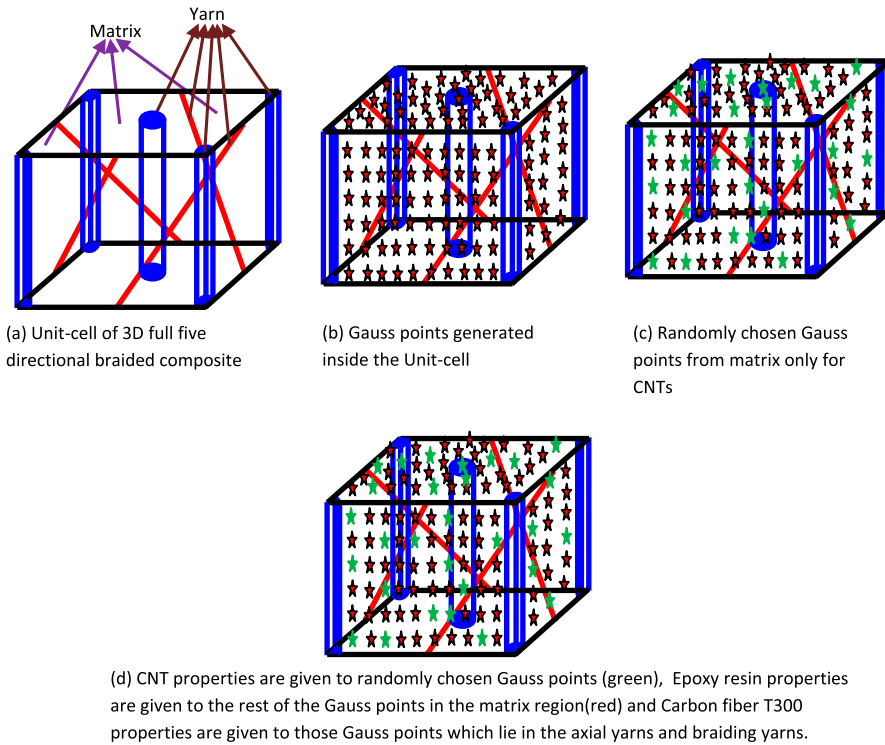 Yarn
Matrix
(a) Unit-cell of 3D full five
directional braided composite
(b) Gauss points generated
inside the Unit-cell
(c) Randomly chosen Gauss
points from matrix only for
CNTs
(d) CNT properties are given to randomly chosen Gauss points (green), Epoxy resin properties
are given to the rest of the Gauss points in the matrix region(red) and Carbon fiber T300
properties are given to those Gauss points which lie in the axial yarns and braiding yarns.